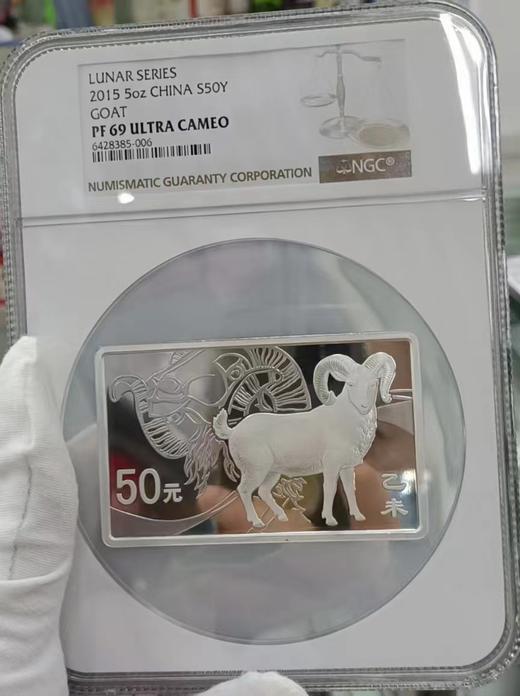 LUNAR SERIES
2015 5oz CHINA S50Y
GOAT
PF 69 ULTRA CAMEO
6428385-006
NUMISMATIC GUARANTY CORPORATION
NGC®
50元
乙未